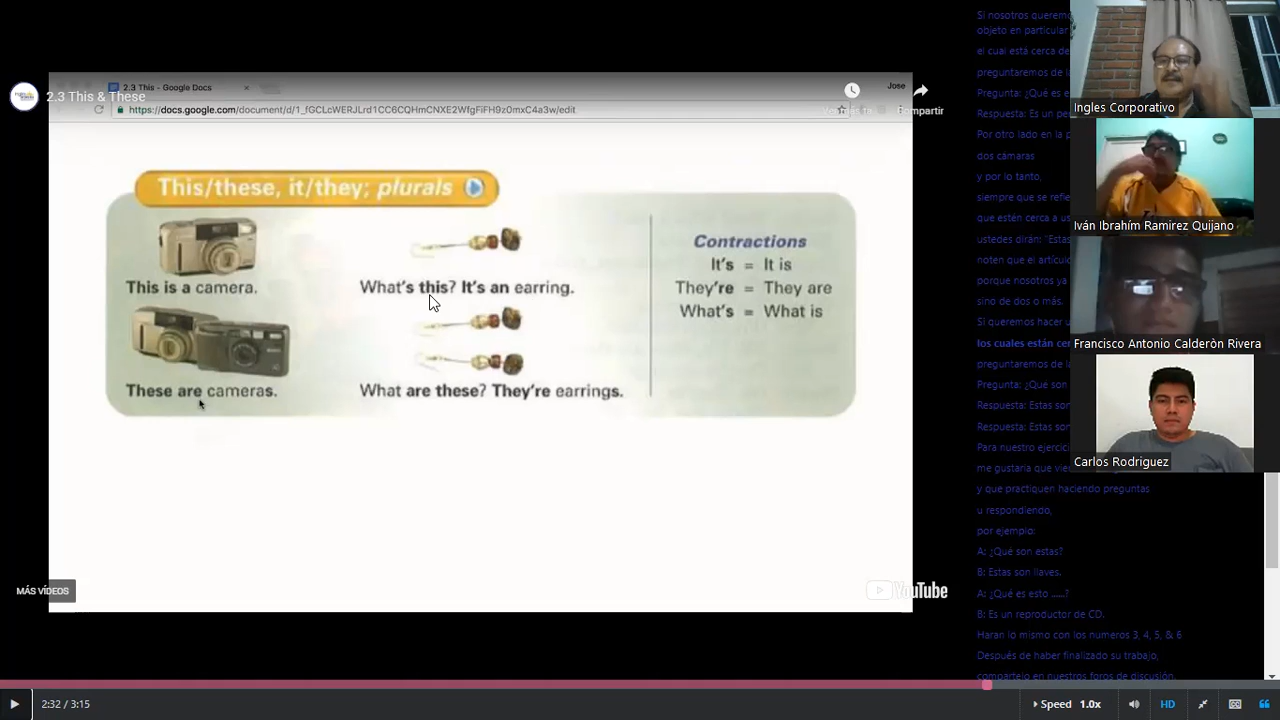 2.3 This - Google Docs
Jose
2.3 This & These
https://docs.google.com/document/d/1_fGCLcWERJLrd1CC6CQHmCNXE2WfgFiFH9z0mxC4a3w/edit
Compartir
This/these, it/they; plurals
This is a camera.
These are cameras.
What's this? It's an earring.
What are these? They're earrings.
Contractions
It's = It is
They're = They are
What's = What is
MÁS VÍDEOS
YouTube
2:32 / 3:15
Speed 1.0x
HD
Si nosotros queremo
objeto en particular
el cual está cerca de
preguntaremos de la
Pregunta: ¿Qué es e
Respuesta: Es un pe
Por otro lado en la p
dos cámaras
y por lo tanto,
siempre que se refie
que estén cerca a us
ustedes dirán: "Estas
noten que el artículo
porque nosotros ya
sino de dos o más.
Si queremos hacer u
los cuales están cer
preguntaremos de la
Pregunta: ¿Qué son
Respuesta: Estas son
Respuesta: Estas son
Para nuestro ejercici
me gustaria que vie
y que practiquen haciendo preguntas
u respondiendo,
por ejemplo:
A: ¿Qué son estas?
B: Estas son llaves.
A: ¿Qué es esto ......?
B: Es un reproductor de CD.
Haran lo mismo con los numeros 3, 4, 5, & 6
Después de haber finalizado su trabajo,
compartelo en nuestros foros de discusión.
Ingles Corporativo
Iván Ibrahím Ramirez Quijano
Francisco Antonio Calderòn Rivera
Carlos Rodriguez